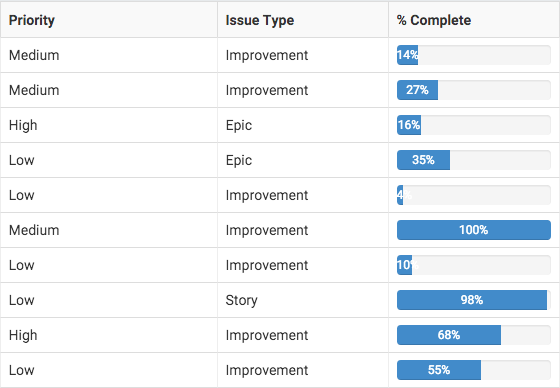 Priority Issue Type % Complete
Medium Improvement 14%
Medium Improvement 27%
High Epic 16%
Low Epic 35%
Low Improvement 4%
Medium Improvement 100%
Low Improvement 10%
Low Story 98%
High Improvement 68%
Low Improvement 55%